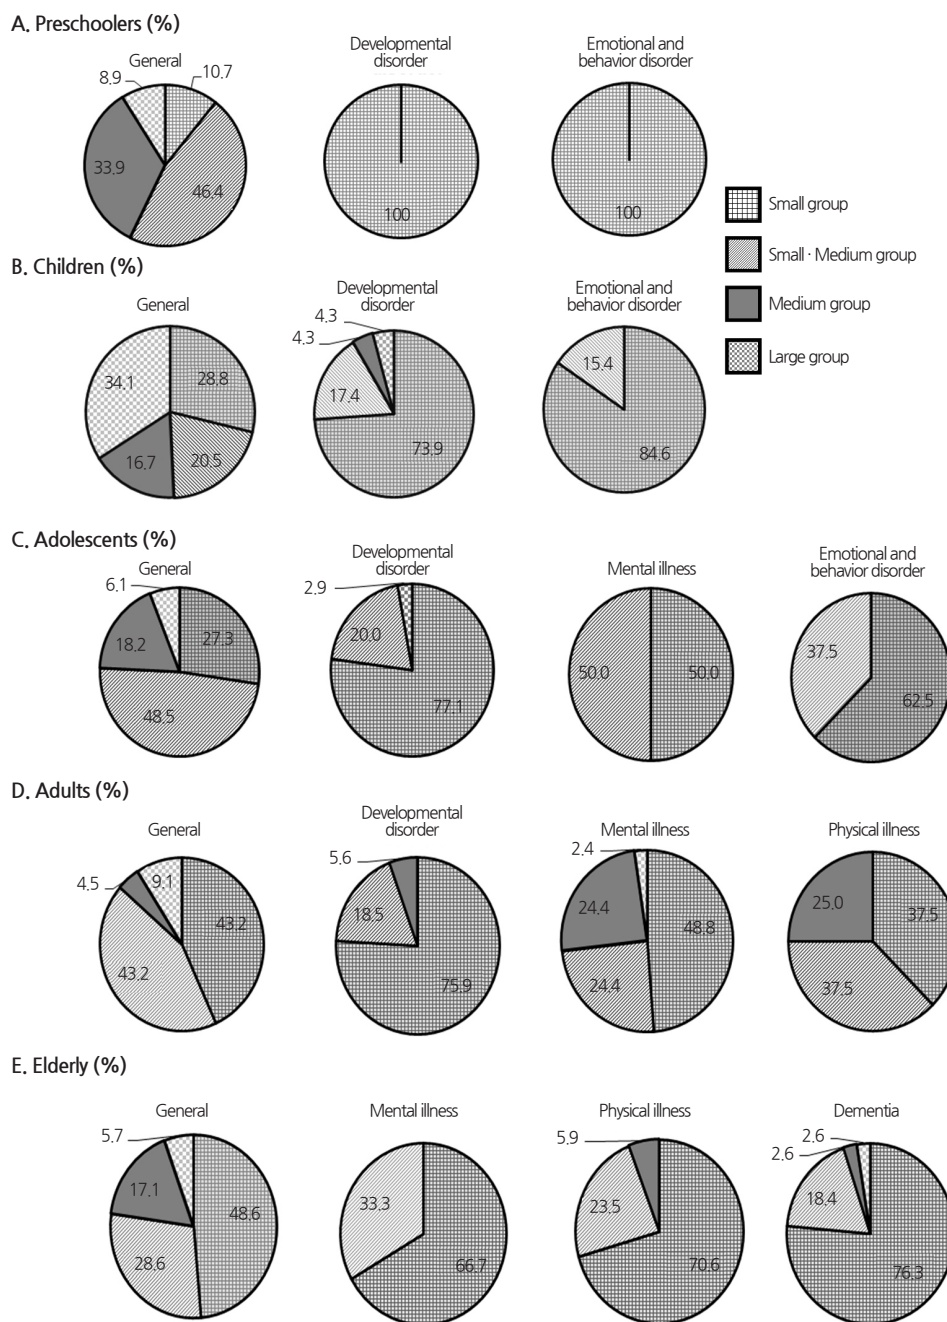 A. Preschoolers (%)
General
8.9
10.7
33.9
46.4
Developmental
disorder
100
Emotional and
behavior disorder
100
Small group
Small · Medium group
Medium group
Large group
B. Children (%)
General
34.1
28.8
16.7
20.5
Developmental
disorder
4.3
4.3
17.4
73.9
Emotional and
behavior disorder
15.4
84.6
C. Adolescents (%)
General
6.1
18.2
27.3
48.5
Developmental
disorder
2.9
20.0
77.1
Mental illness
50.0
50.0
Emotional and
behavior disorder
37.5
62.5
D. Adults (%)
General
4.5
9.1
43.2
43.2
Developmental
disorder
5.6
18.5
75.9
Mental illness
2.4
24.4
48.8
24.4
Physical illness
25.0
37.5
37.5
E. Elderly (%)
General
5.7
17.1
48.6
28.6
Mental illness
33.3
66.7
Physical illness
5.9
23.5
70.6
Dementia
2.6
2.6
18.4
76.3